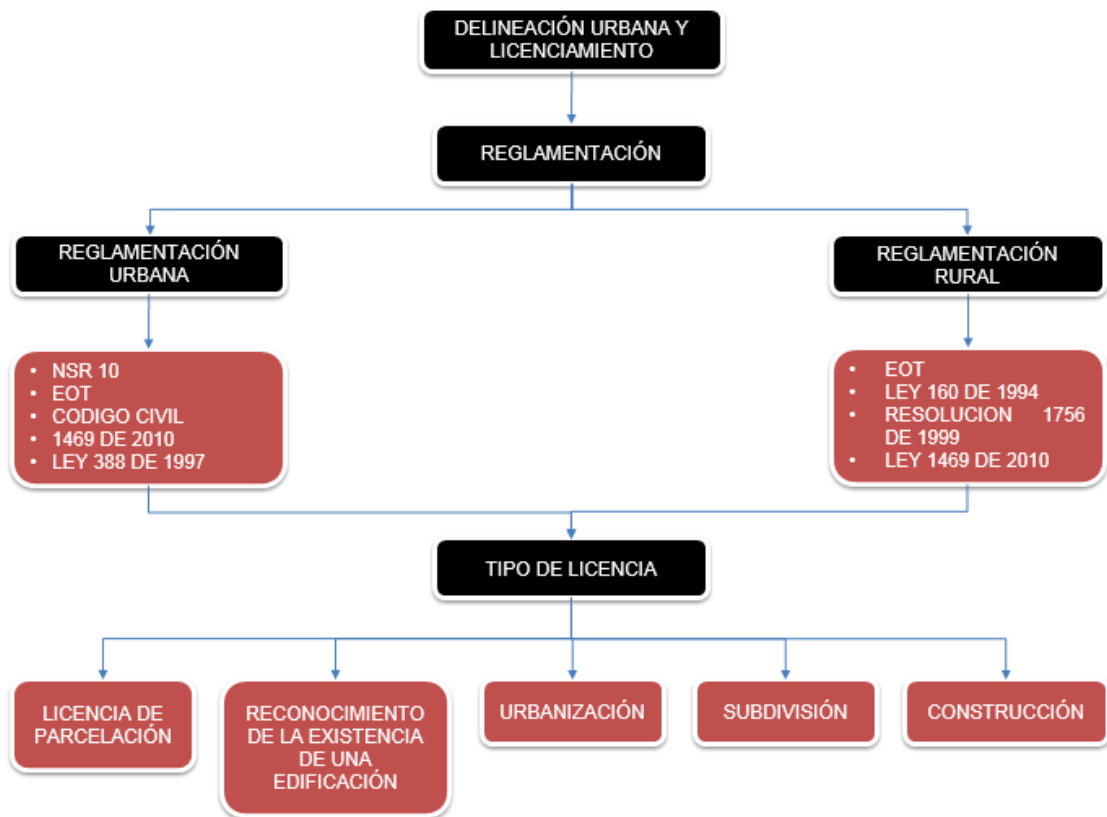 DELINEACIÓN URBANA Y
LICENCIAMIENTO
REGLAMENTACIÓN
REGLAMENTACIÓN
URBANA
REGLAMENTACIÓN
RURAL
• NSR 10
• EOT
• CODIGO CIVIL
• 1469 DE 2010
• LEY 388 DE 1997
• EOT
• LEY 160 DE 1994
• RESOLUCION 1756
DE 1999
• LEY 1469 DE 2010
TIPO DE LICENCIA
LICENCIA DE
PARCELACIÓN
RECONOCIMIENTO
DE LA EXISTENCIA
DE UNA
EDIFICACIÓN
URBANIZACIÓN
SUBDIVISIÓN
CONSTRUCCIÓN